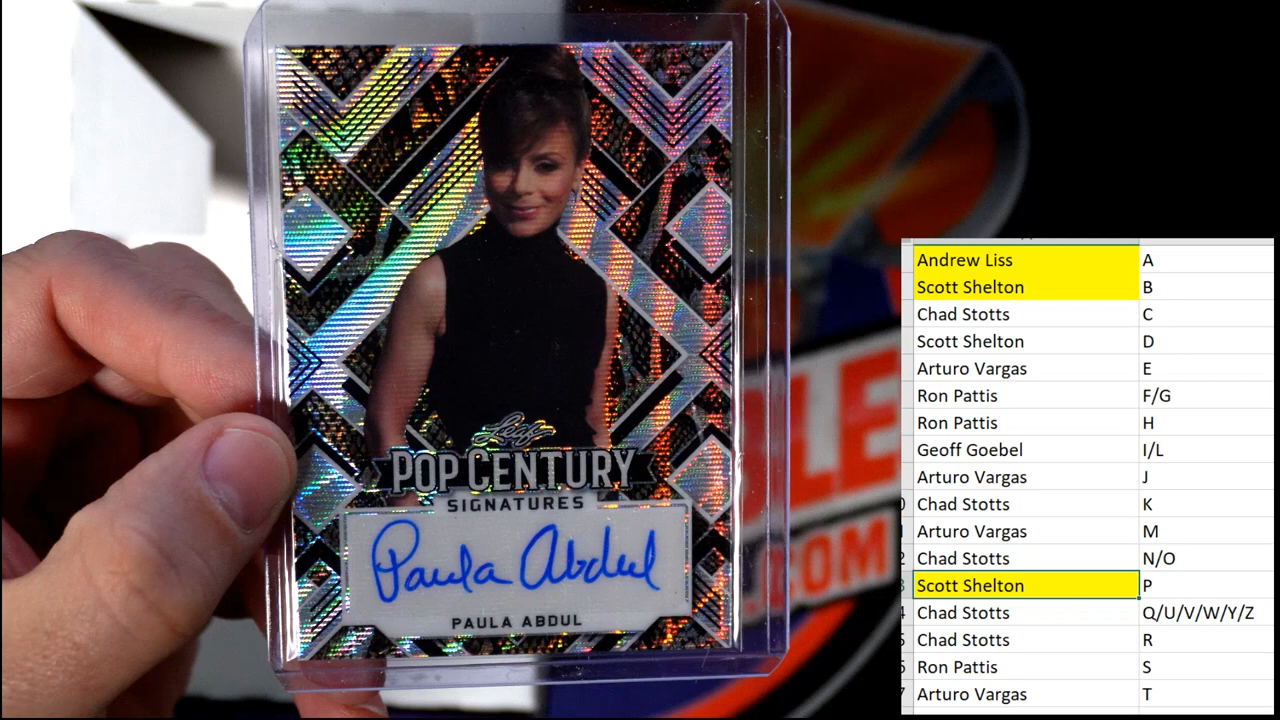 Leaf
POP CENTURY
SIGNATURES
Paula Abdul
PAULA ABDUL
LE
.COM
Andrew Liss A
Scott Shelton B
Chad Stotts C
Scott Shelton D
Arturo Vargas E
Ron Pattis F/G
Ron Pattis H
Geoff Goebel I/L
Arturo Vargas J
Chad Stotts K
Arturo Vargas M
Chad Stotts N/O
Scott Shelton P
Chad Stotts Q/U/V/W/Y/Z
Chad Stotts R
Ron Pattis S
Arturo Vargas T